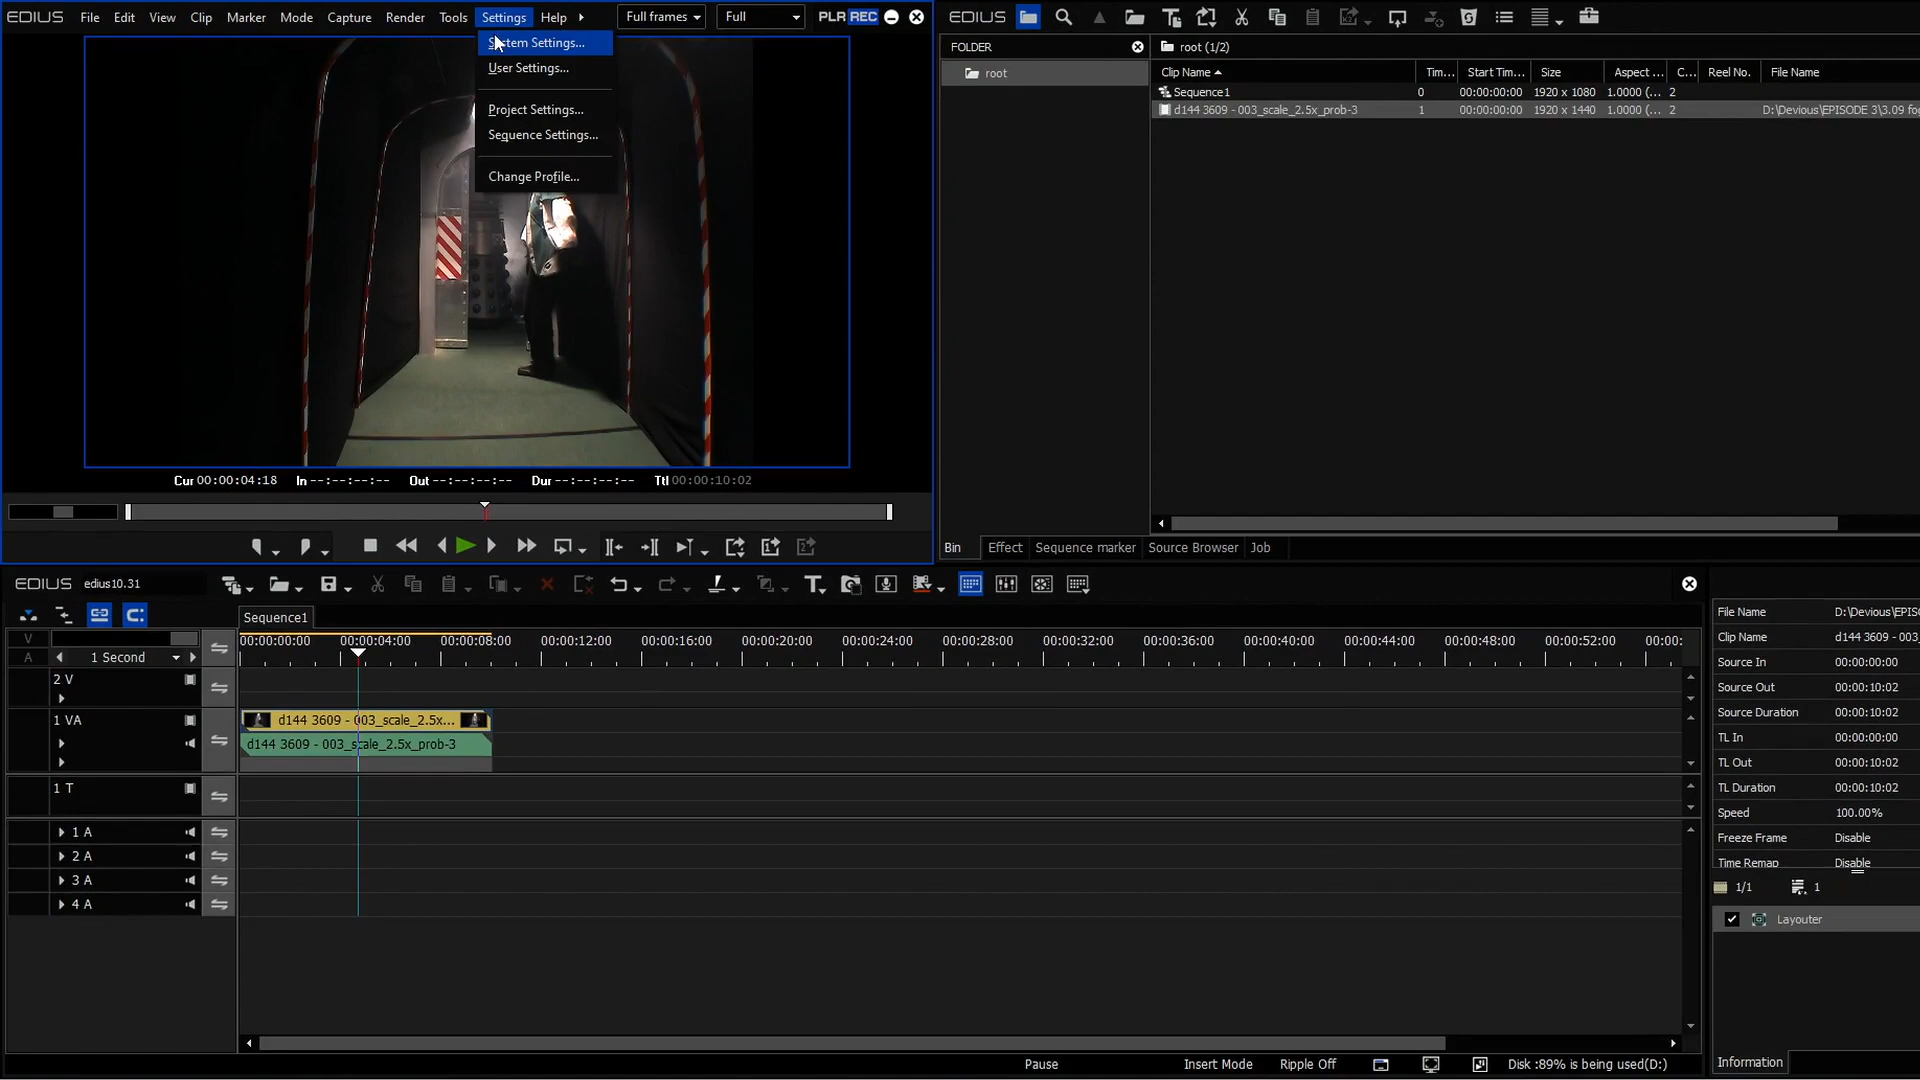 EDIUS File Edit View Clip Marker Mode Capture Render Tools Settings Help Full frames Full PLR REC
System Settings...
User Settings...
Project Settings...
Sequence Settings...
Change Profile...
Cur 00:00:04:18 In --:--:--:-- Out --:--:--:-- Dur --:--:--:-- Ttl 00:00:10:02
EDIUS
FOLDER
root
root (1/2)
Clip Name Tim... Start Tim... Size Aspect ... C... Reel No. File Name
Sequence1 0 00:00:00:00 1920 x 1080 1.0000 (... 2
d144 3609 - 003_scale_2.5x_prob-3 1 00:00:00:00 1920 x 1440 1.0000 (... 2 D:\Devious\EPISODE 3\3.09 fo
Bin Effect Sequence marker Source Browser Job
EDIUS edius10.31
Sequence1
V
A
1 Second
00:00:00:00 00:00:04:00 00:00:08:00 00:00:12:00 00:00:16:00 00:00:20:00 00:00:24:00 00:00:28:00 00:00:32:00 00:00:36:00 00:00:40:00 00:00:44:00 00:00:48:00 00:00:52:00 00:00:
2 V
1 VA
d144 3609 - 003_scale_2.5x...
d144 3609 - 003_scale_2.5x_prob-3
1 T
1 A
2 A
3 A
4 A
File Name D:\Devious\EPIS
Clip Name d144 3609 - 003_
Source In 00:00:00:00
Source Out 00:00:10:02
Source Duration 00:00:10:02
TL In 00:00:00:00
TL Out 00:00:10:02
TL Duration 00:00:10:02
Speed 100.00%
Freeze Frame Disable
Time Remap Disable
1/1 1
Layouter
Information
Pause Insert Mode Ripple Off Disk :89% is being used(D:)